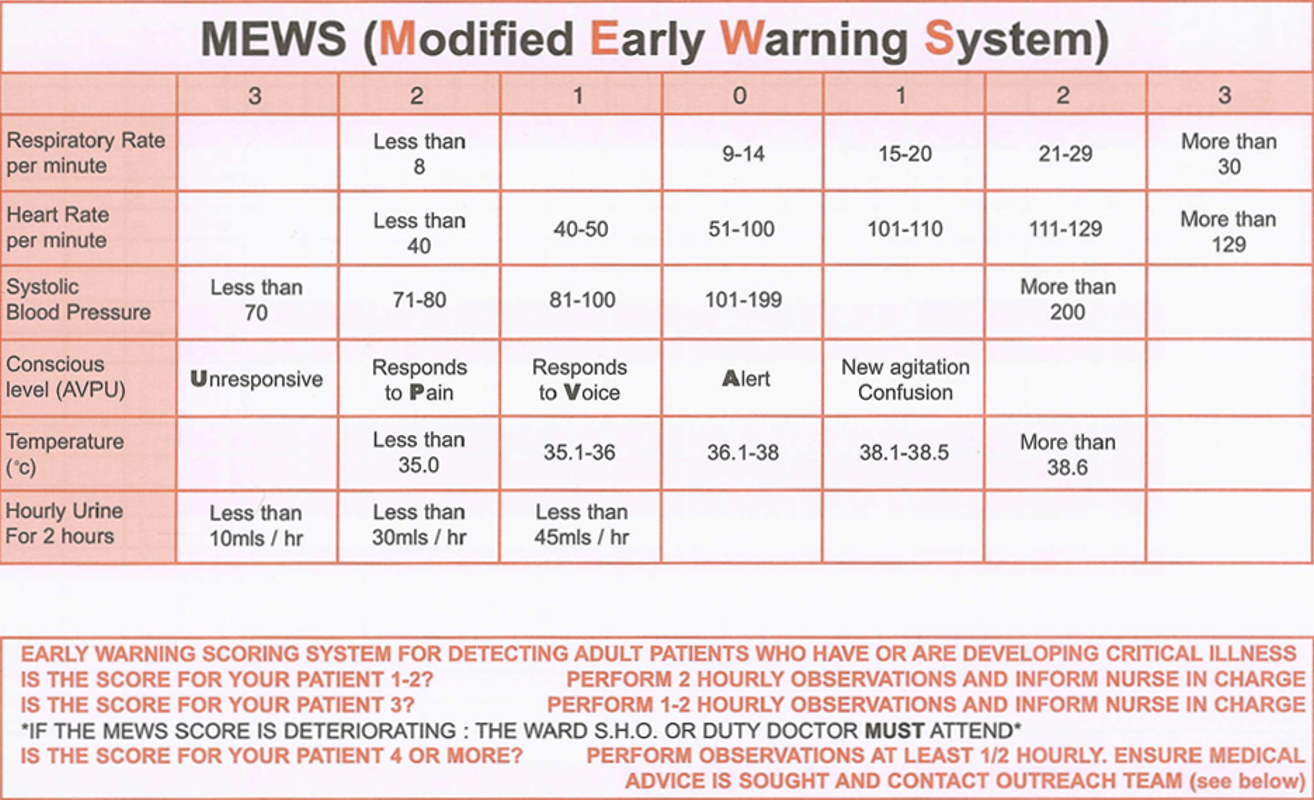 MEWS (Modified Early Warning System)
3 2 1 0 1 2 3
Respiratory Rate
per minute
Less than
8
9-14
15-20
21-29
More than
30
Heart Rate
per minute
Less than
40
40-50
51-100
101-110
111-129
More than
129
Systolic
Blood Pressure
Less than
70
71-80
81-100
101-199
More than
200
Conscious
level (AVPU)
Unresponsive
Responds
to Pain
Responds
to Voice
Alert
New agitation
Confusion
Temperature
(°c)
Less than
35.0
35.1-36
36.1-38
38.1-38.5
More than
38.6
Hourly Urine
For 2 hours
Less than
10mls / hr
Less than
30mls / hr
Less than
45mls / hr
EARLY WARNING SCORING SYSTEM FOR DETECTING ADULT PATIENTS WHO HAVE OR ARE DEVELOPING CRITICAL ILLNESS
IS THE SCORE FOR YOUR PATIENT 1-2? PERFORM 2 HOURLY OBSERVATIONS AND INFORM NURSE IN CHARGE
IS THE SCORE FOR YOUR PATIENT 3? PERFORM 1-2 HOURLY OBSERVATIONS AND INFORM NURSE IN CHARGE
*IF THE MEWS SCORE IS DETERIORATING : THE WARD S.H.O. OR DUTY DOCTOR MUST ATTEND*
IS THE SCORE FOR YOUR PATIENT 4 OR MORE? PERFORM OBSERVATIONS AT LEAST 1/2 HOURLY. ENSURE MEDICAL
ADVICE IS SOUGHT AND CONTACT OUTREACH TEAM (see below)